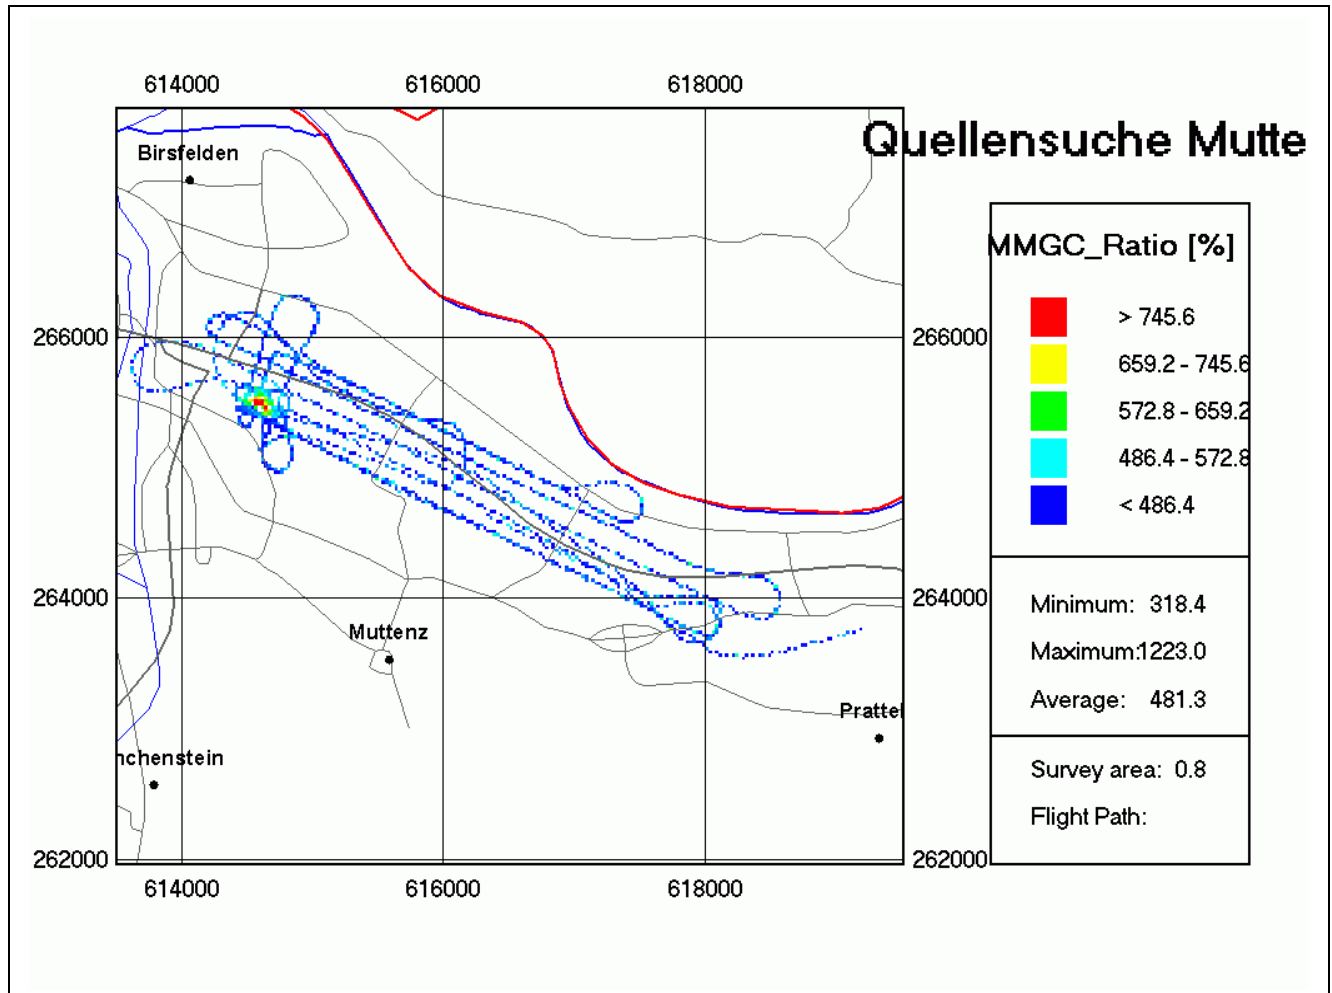 614000 616000 618000
Quellensuche Mutte
Birsfelden
MMGC_Ratio [%]
> 745.6
266000 266000
659.2 - 745.6
572.8 - 659.2
486.4 - 572.8
< 486.4
264000 264000
Minimum: 318.4
Muttenz
Maximum:1223.0
Average: 481.3
Prattel
nchenstein
Survey area: 0.8
Flight Path:
262000 262000
614000 616000 618000